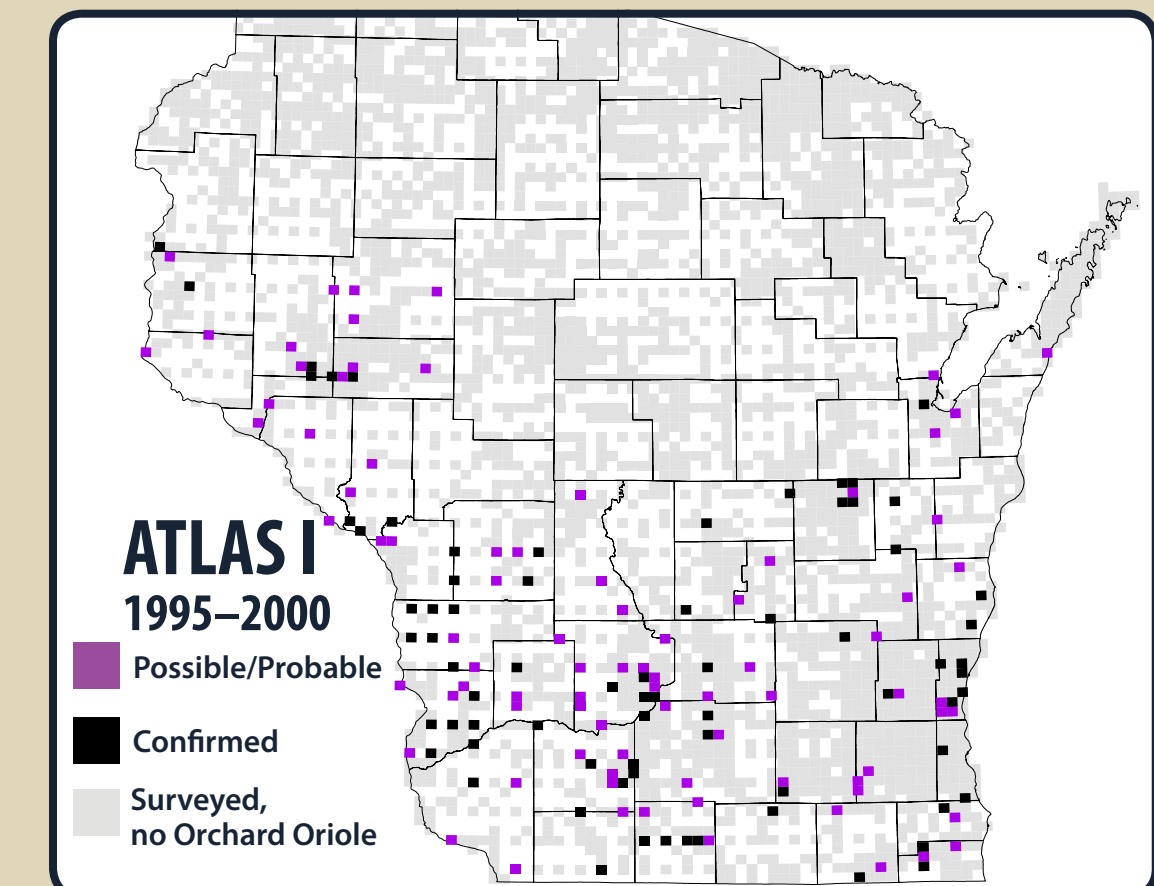 ATLAS I
1995–2000
Possible/Probable
Confirmed
Surveyed,
no Orchard Oriole